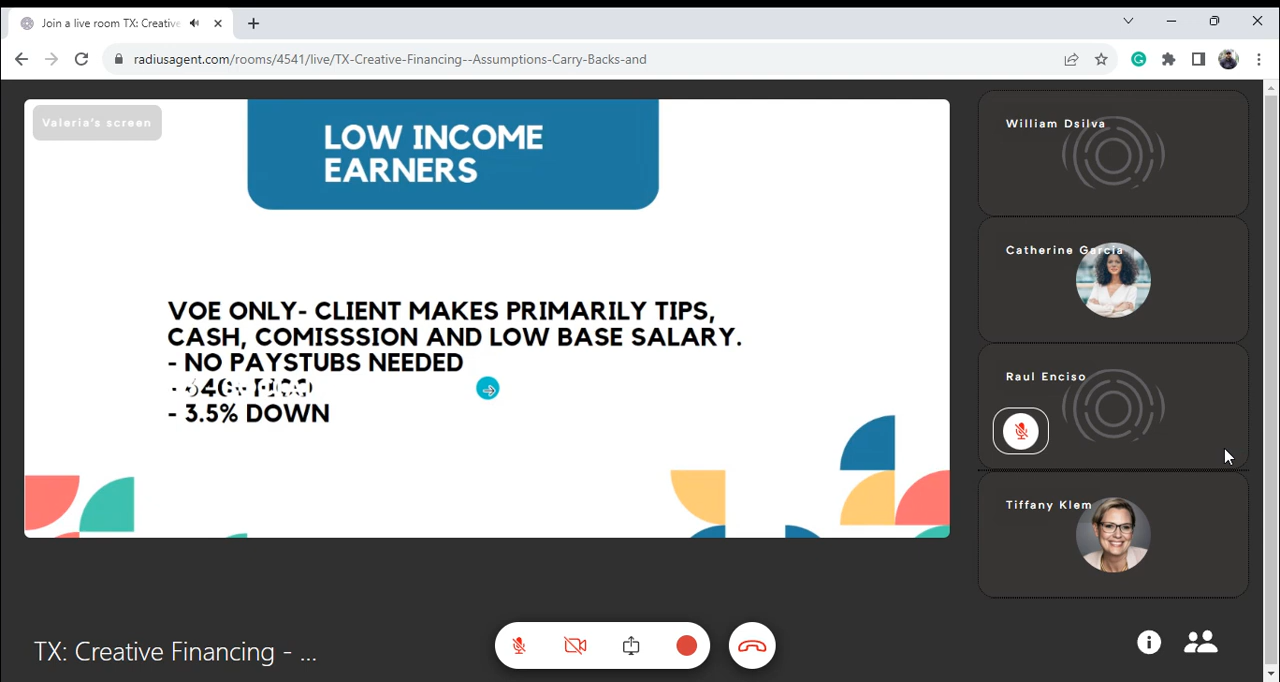 Join a live room TX: Creative
radiusagent.com/rooms/4541/live/TX-Creative-Financing--Assumptions-Carry-Backs-and
Valeria's screen
LOW INCOME
EARNERS
VOE ONLY- CLIENT MAKES PRIMARILY TIPS,
CASH, COMISSSION AND LOW BASE SALARY.
- NO PAYSTUBS NEEDED
- 3.5% DOWN
William Dsilva
Catherine Garcia
Raul Enciso
Tiffany Klem
TX: Creative Financing - ...